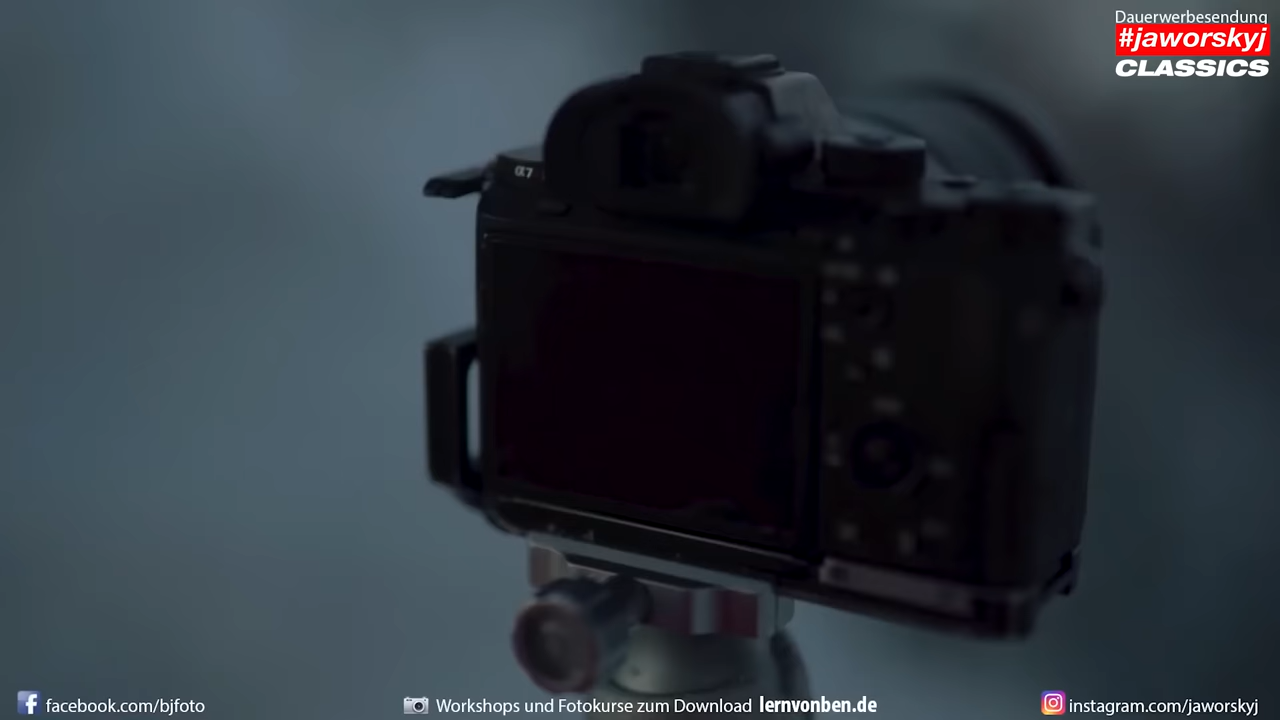 Dauerwerbesendung
#jaworskyj
CLASSICS
α7
facebook.com/bjfoto
Workshops und Fotokurse zum Download lernvonben.de
instagram.com/jaworskyj